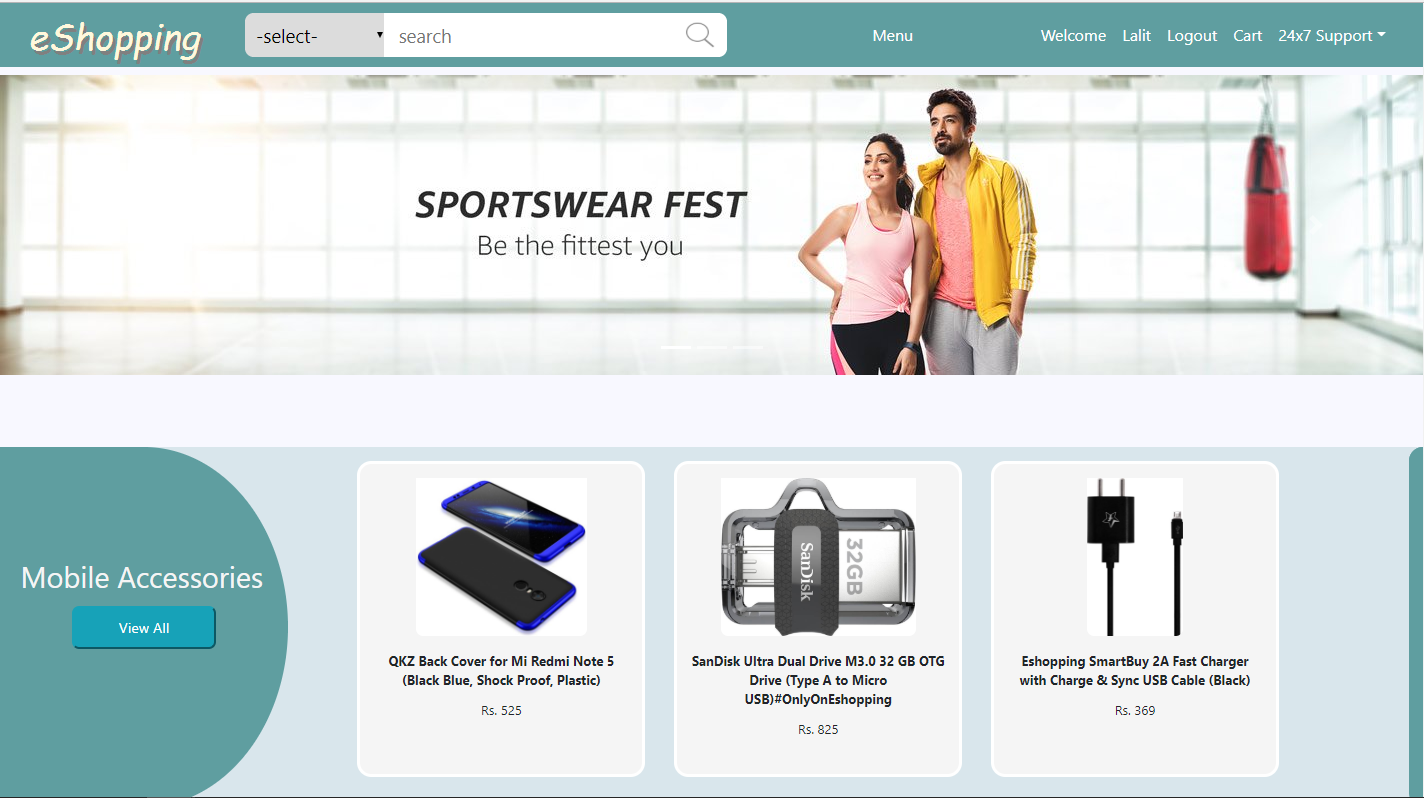 eShopping
-select-
search
Menu
Welcome
Lalit
Logout
Cart
24x7 Support
SPORTSWEAR FEST
Be the fittest you
Mobile Accessories
View All
SanDisk
32GB
QKZ Back Cover for Mi Redmi Note 5
(Black Blue, Shock Proof, Plastic)
Rs. 525
SanDisk Ultra Dual Drive M3.0 32 GB OTG
Drive (Type A to Micro
USB)#OnlyOnEshopping
Rs. 825
Eshopping SmartBuy 2A Fast Charger
with Charge & Sync USB Cable (Black)
Rs. 369